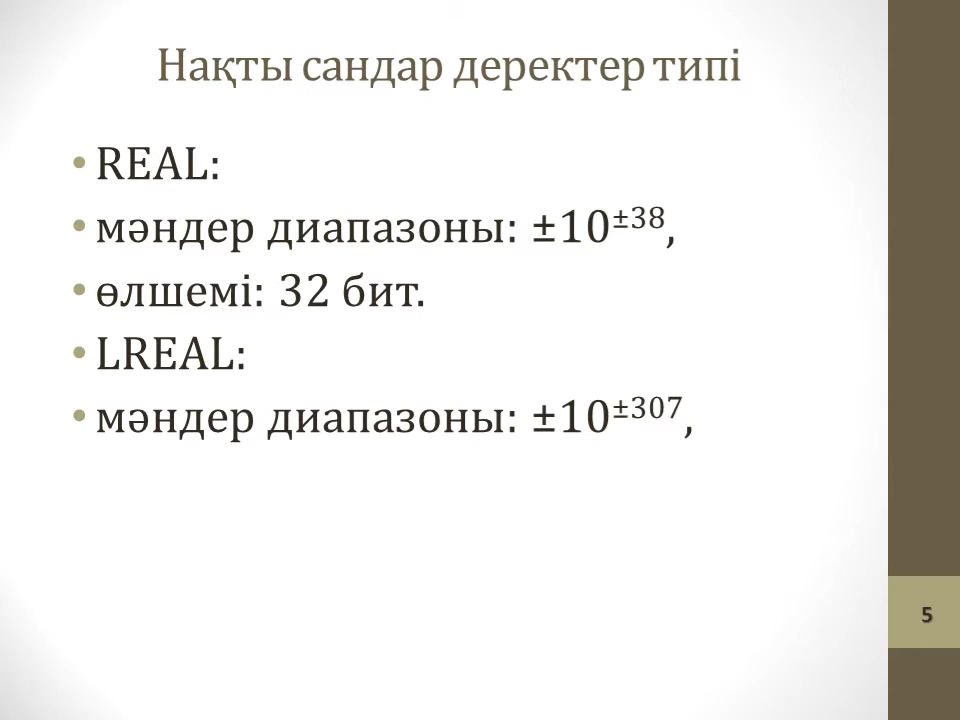 Нақты сандар деректер типі
• REAL:
• мәндер диапазоны: ±10^±38,
• өлшемі: 32 бит.
• LREAL:
• мәндер диапазоны: ±10^±307,
5